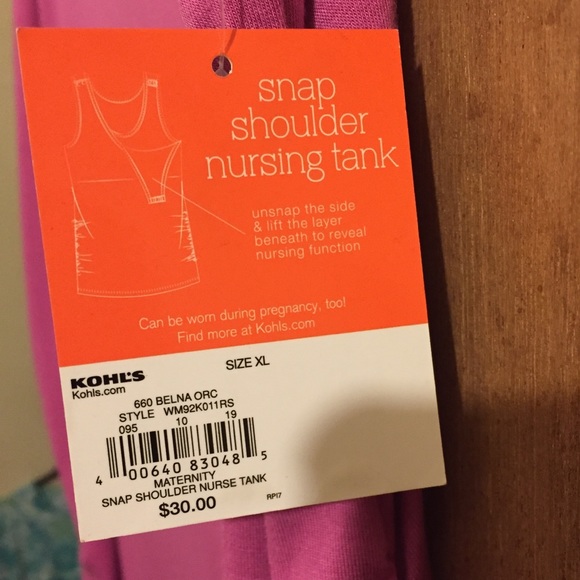 snap
shoulder
nursing tank
unsnap the side
& lift the layer
beneath to reveal
nursing function
Can be worn during pregnancy, too!
Find more at Kohls.com
KOHL'S
Kohls.com
SIZE XL
660 BELNA ORC
STYLE WM92K011RS
095 10 19
4 00640 83048 5
MATERNITY
SNAP SHOULDER NURSE TANK
$30.00
RPI7